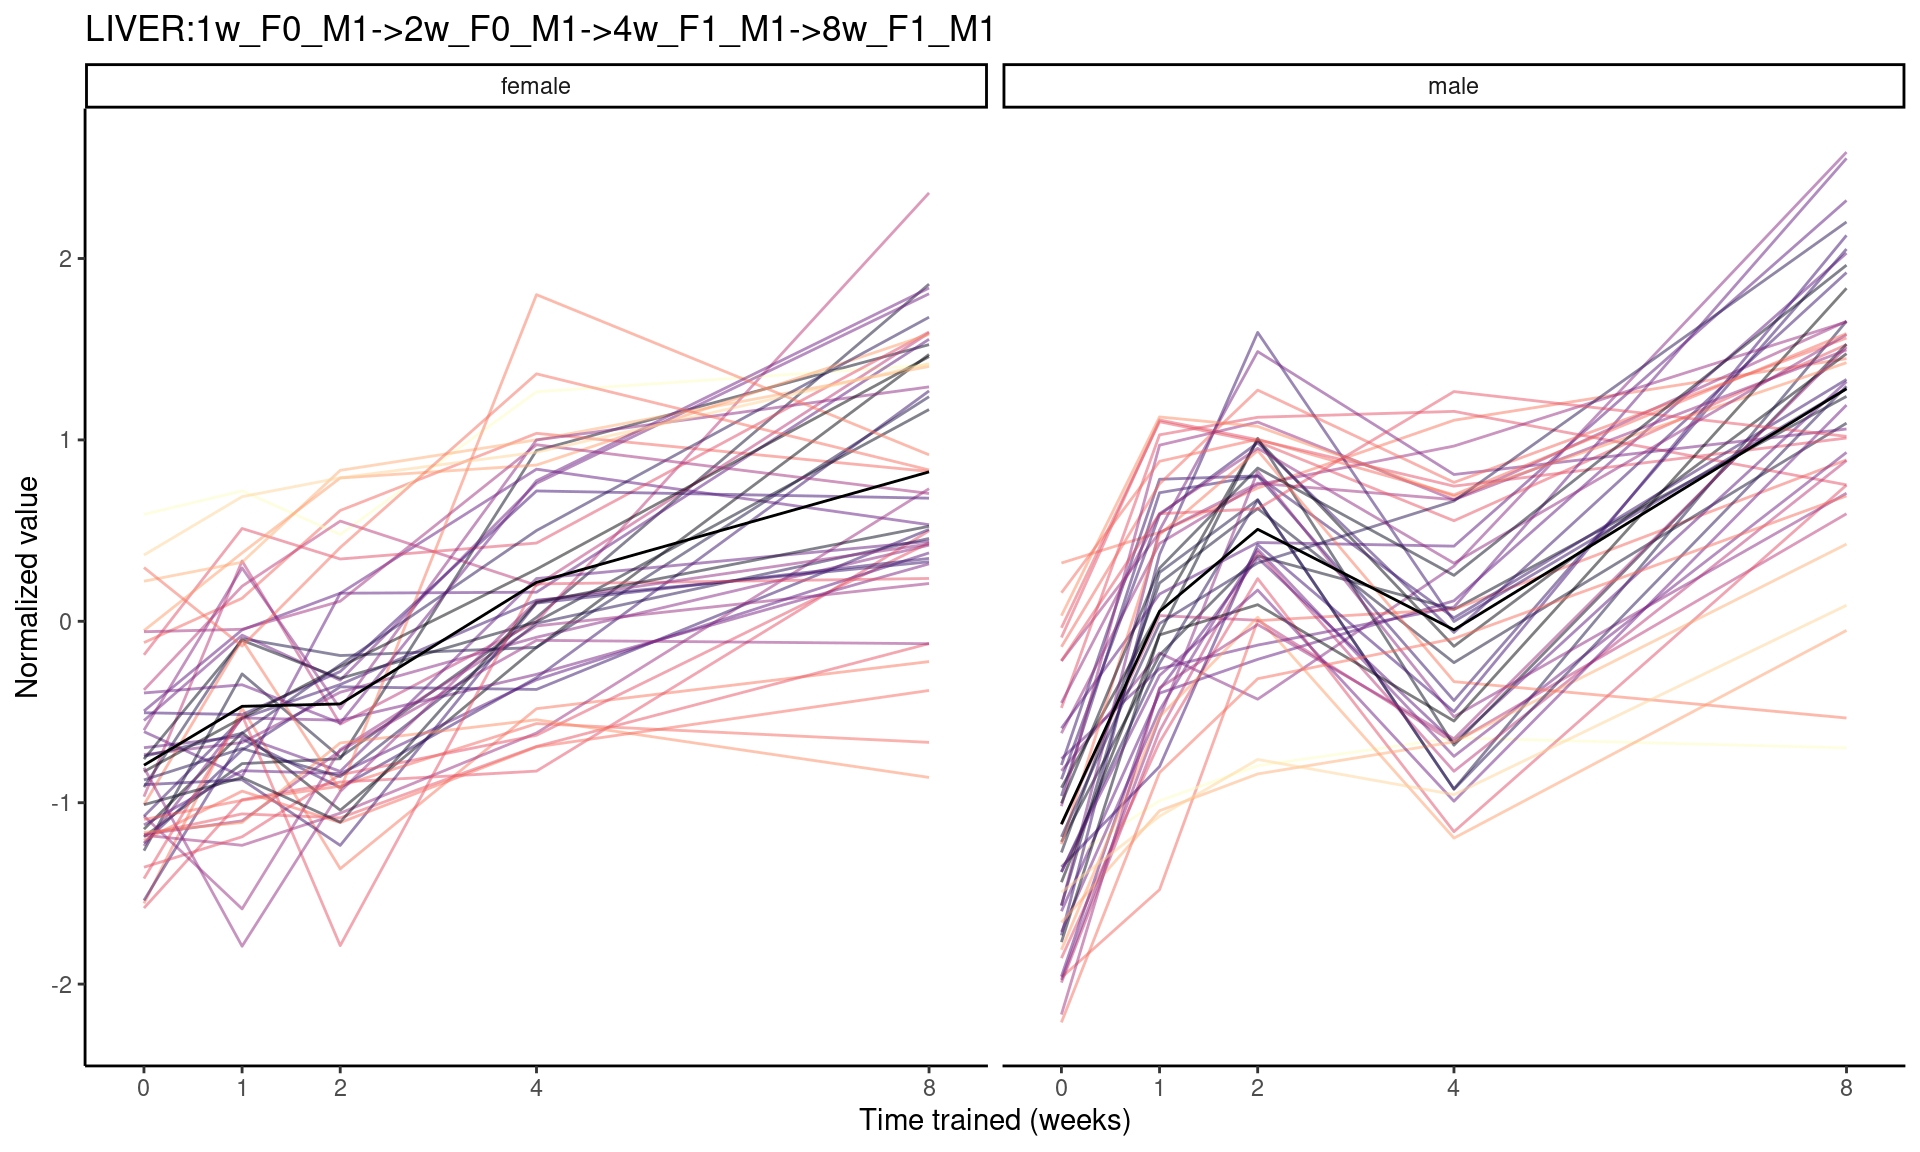 LIVER:1w_F0_M1->2w_F0_M1->4w_F1_M1->8w_F1_M1
female
male
Normalized value
2
1
0
-1
-2
0 1 2 4 8
0 1 2 4 8
Time trained (weeks)